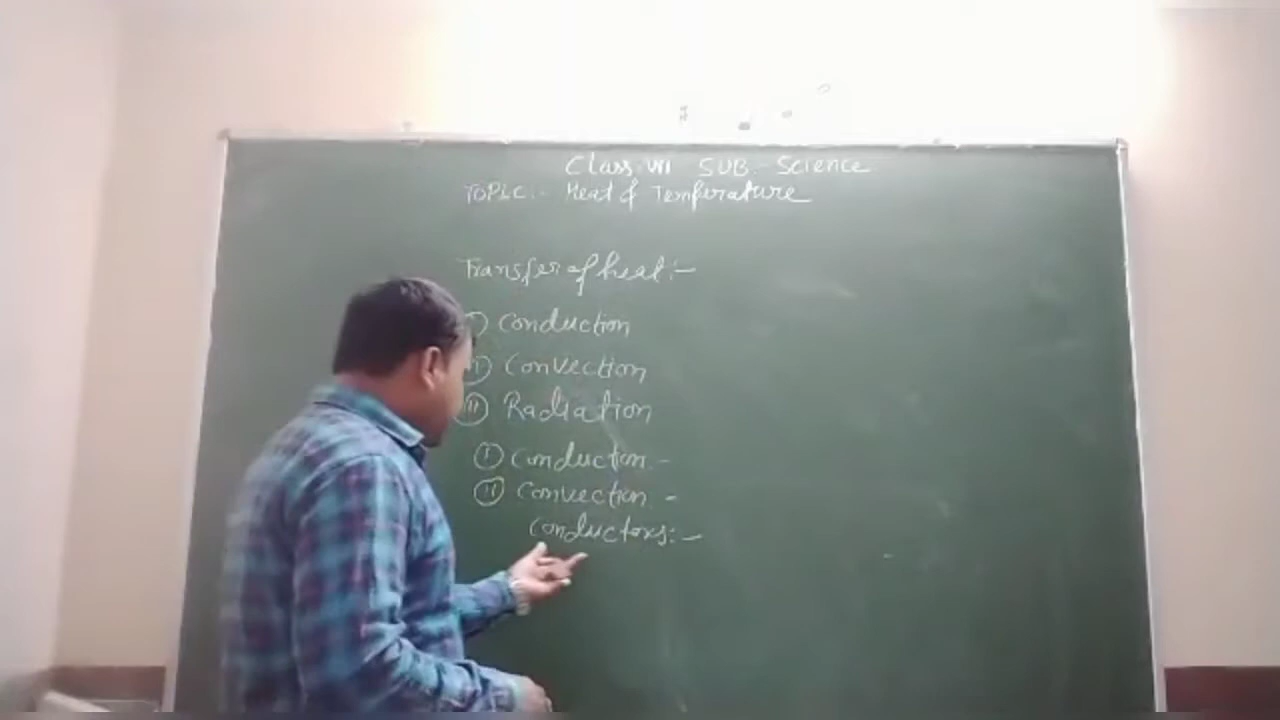 Class-VII SUB:- Science
TOPIC:- Heat & Temperature
Transfer of heat:-
(i) Conduction
(ii) Convection
(iii) Radiation
(i) Conduction -
(ii) Convection -
Conductors:-